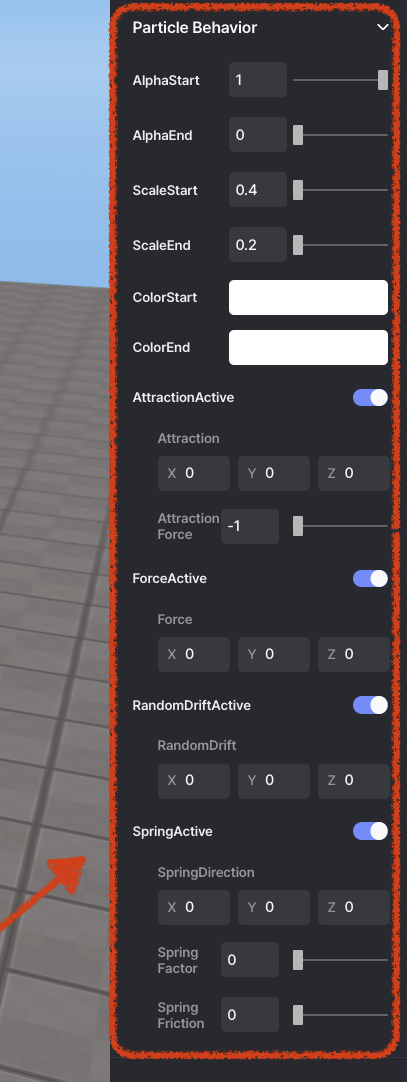 Particle Behavior
AlphaStart 1
AlphaEnd 0
ScaleStart 0.4
ScaleEnd 0.2
ColorStart
ColorEnd
AttractionActive
Attraction
X 0 Y 0 Z 0
Attraction
Force -1
ForceActive
Force
X 0 Y 0 Z 0
RandomDriftActive
RandomDrift
X 0 Y 0 Z 0
SpringActive
SpringDirection
X 0 Y 0 Z 0
Spring
Factor 0
Spring
Friction 0